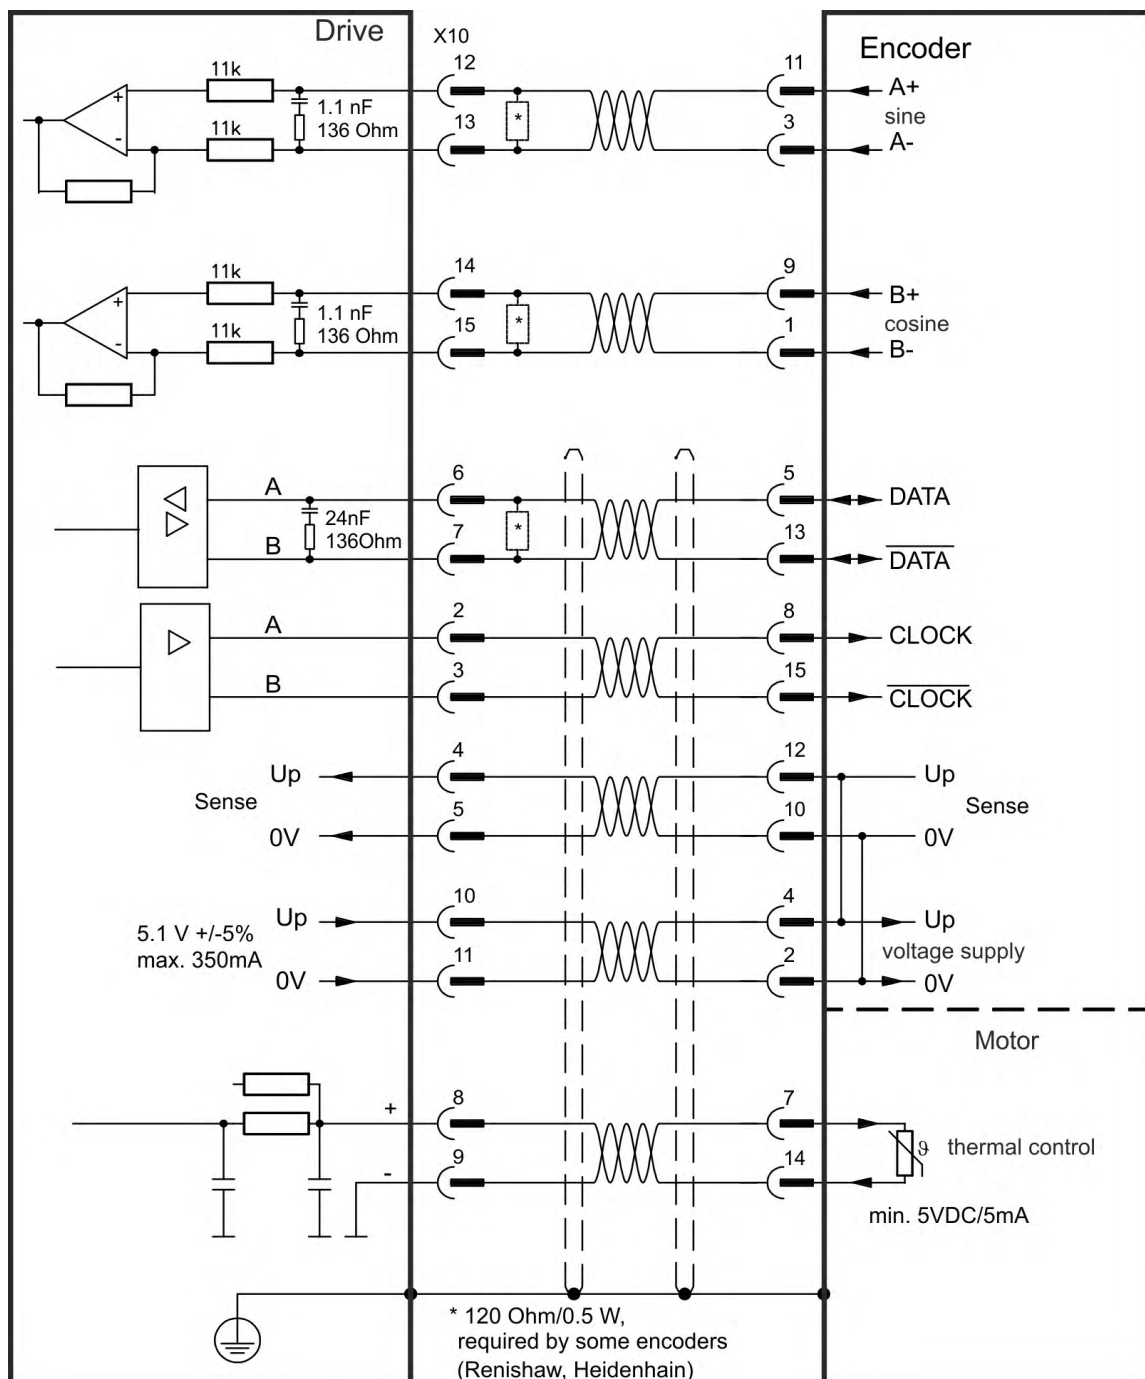 Drive
X10
Encoder
11k
12
11
A+
+
1.1 nF
*
sine
136 Ohm
11k
13
3
-
A-
11k
14
9
B+
+
1.1 nF
*
cosine
136 Ohm
11k
15
1
-
B-
A
6
5
DATA
24nF
*
136Ohm
B
7
13
DATA
A
2
8
CLOCK
B
3
15
CLOCK
Up
4
12
Up
Sense
Sense
0V
5
10
0V
Up
10
4
Up
5.1 V +/-5%
max. 350mA
voltage supply
0V
11
2
0V
Motor
+
8
7
ϑ thermal control
-
9
14
min. 5VDC/5mA
* 120 Ohm/0.5 W,
required by some encoders
(Renishaw, Heidenhain)